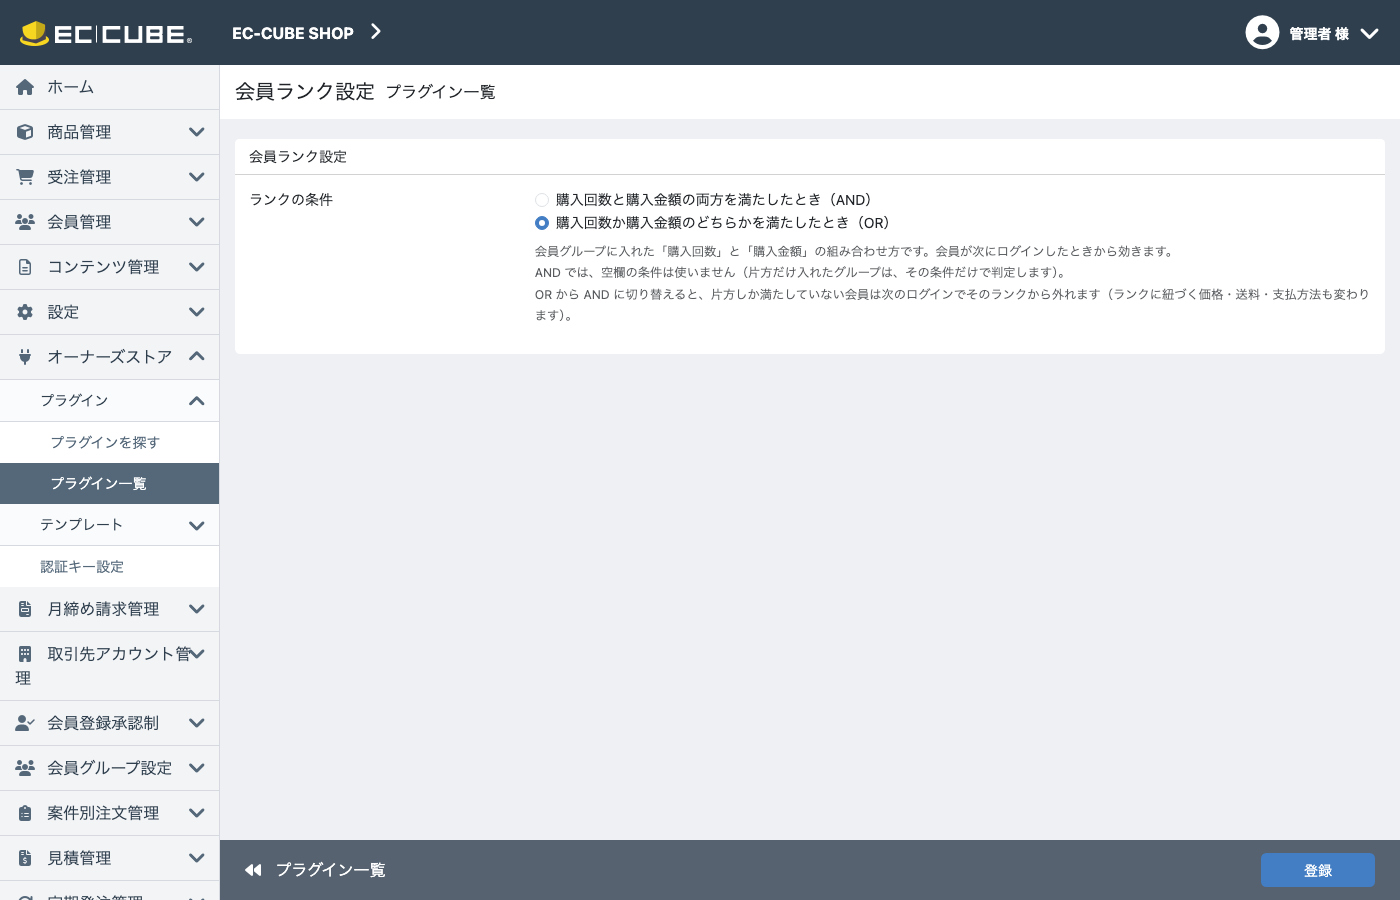 EC CUBE®
EC-CUBE SHOP
管理者 様
ホーム
商品管理
受注管理
会員管理
コンテンツ管理
設定
オーナーズストア
プラグイン
プラグインを探す
プラグイン一覧
テンプレート
認証キー設定
月締め請求管理
取引先アカウント管
理
会員登録承認制
会員グループ設定
案件別注文管理
見積管理
定期発注管理
会員ランク設定 プラグイン一覧
会員ランク設定
ランクの条件
購入回数と購入金額の両方を満たしたとき（AND）
購入回数か購入金額のどちらかを満たしたとき（OR）
会員グループに入れた「購入回数」と「購入金額」の組み合わせ方です。会員が次にログインしたときから効きます。
AND では、空欄の条件は使いません（片方だけ入れたグループは、その条件だけで判定します）。
OR から AND に切り替えると、片方しか満たしていない会員は次のログインでそのランクから外れます（ランクに紐づく価格・送料・支払方法も変わり
ます）。
プラグイン一覧
登録